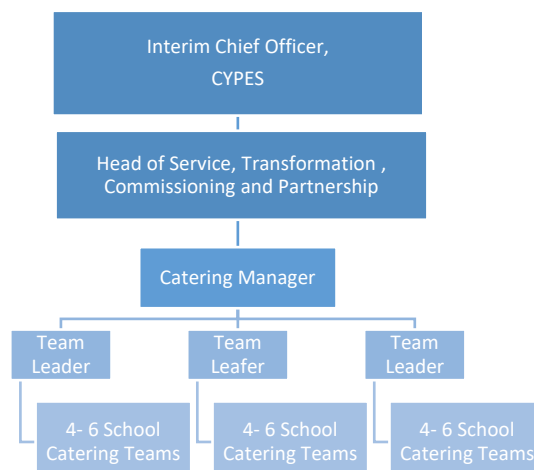 Interim Chief Officer,
CYPES
Head of Service, Transformation ,
Commissioning and Partnership
Catering Manager
Team
Leader
Team
Leafer
Team
Leader
4- 6 School
Catering Teams
4- 6 School
Catering Teams
4- 6 School
Catering Teams